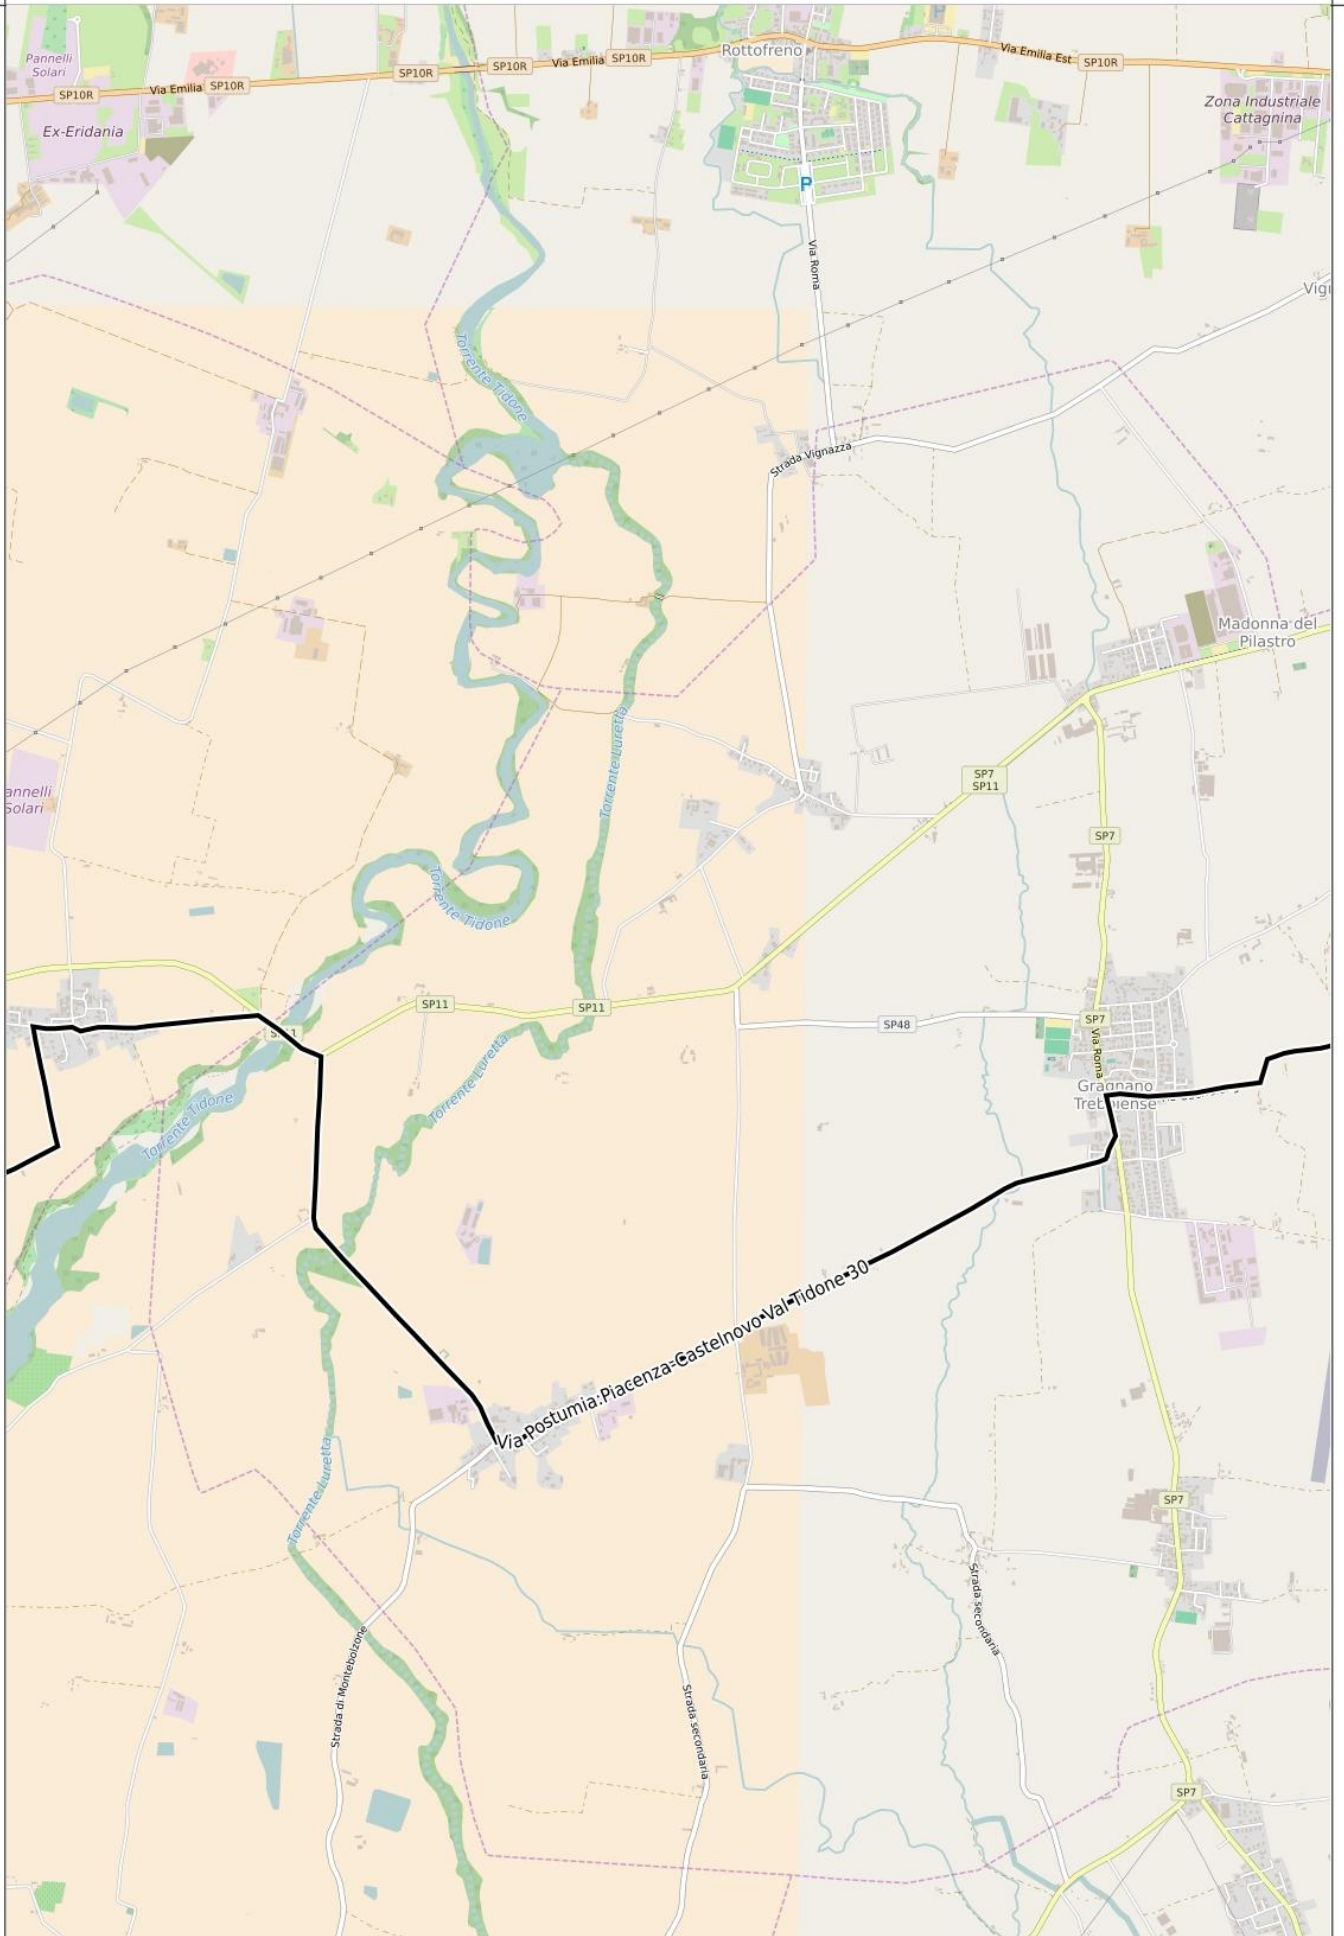 Pannelli
Solari
SP10R
Via Emilia
SP10R
SP10R
SP10R
Via Emilia
SP10R
Rottofreno
P
Via Emilia Est
SP10R
Ex-Eridania
Zona Industriale
Cattagnina
Via Roma
Vig
Torrente Tidone
Strada Vignazza
Madonna del
Pilastro
Torrente Luretta
SP7
SP11
annelli
Solari
SP7
Torrente Tidone
SP11
SP11
SP7
SP48
Via Roma
Torrente Luretta
Torrente Tidone
Gragnano
Trebbiense
Via Postumia:Piacenza-Castelnovo Val Tidone 30
Torrente Luretta
SP7
Strada secondaria
Strada di Montebolzone
Strada secondaria
SP7